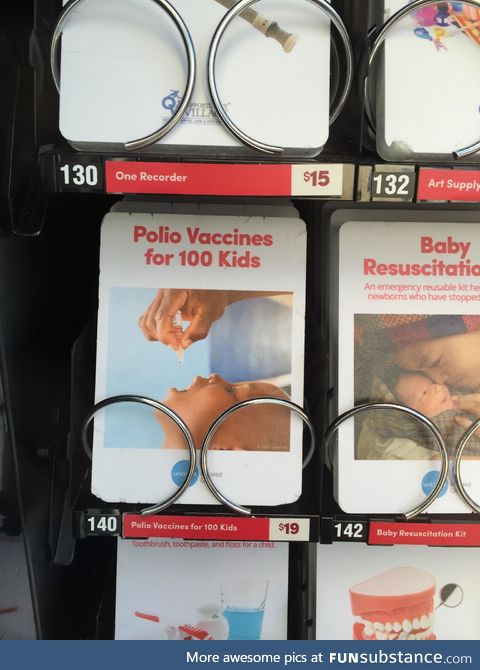 130
One Recorder
$15
132
Art Supply
Polio Vaccines
for 100 Kids
Baby
An emergency reusable kit
newborns who have stopped
140
Polio Vaccines for 100 Kids
$19
142
Baby Resuscitation Kit
Toothbrush, toothpaste, and floss for a child.
More awesome pics at FUNsubstance.com